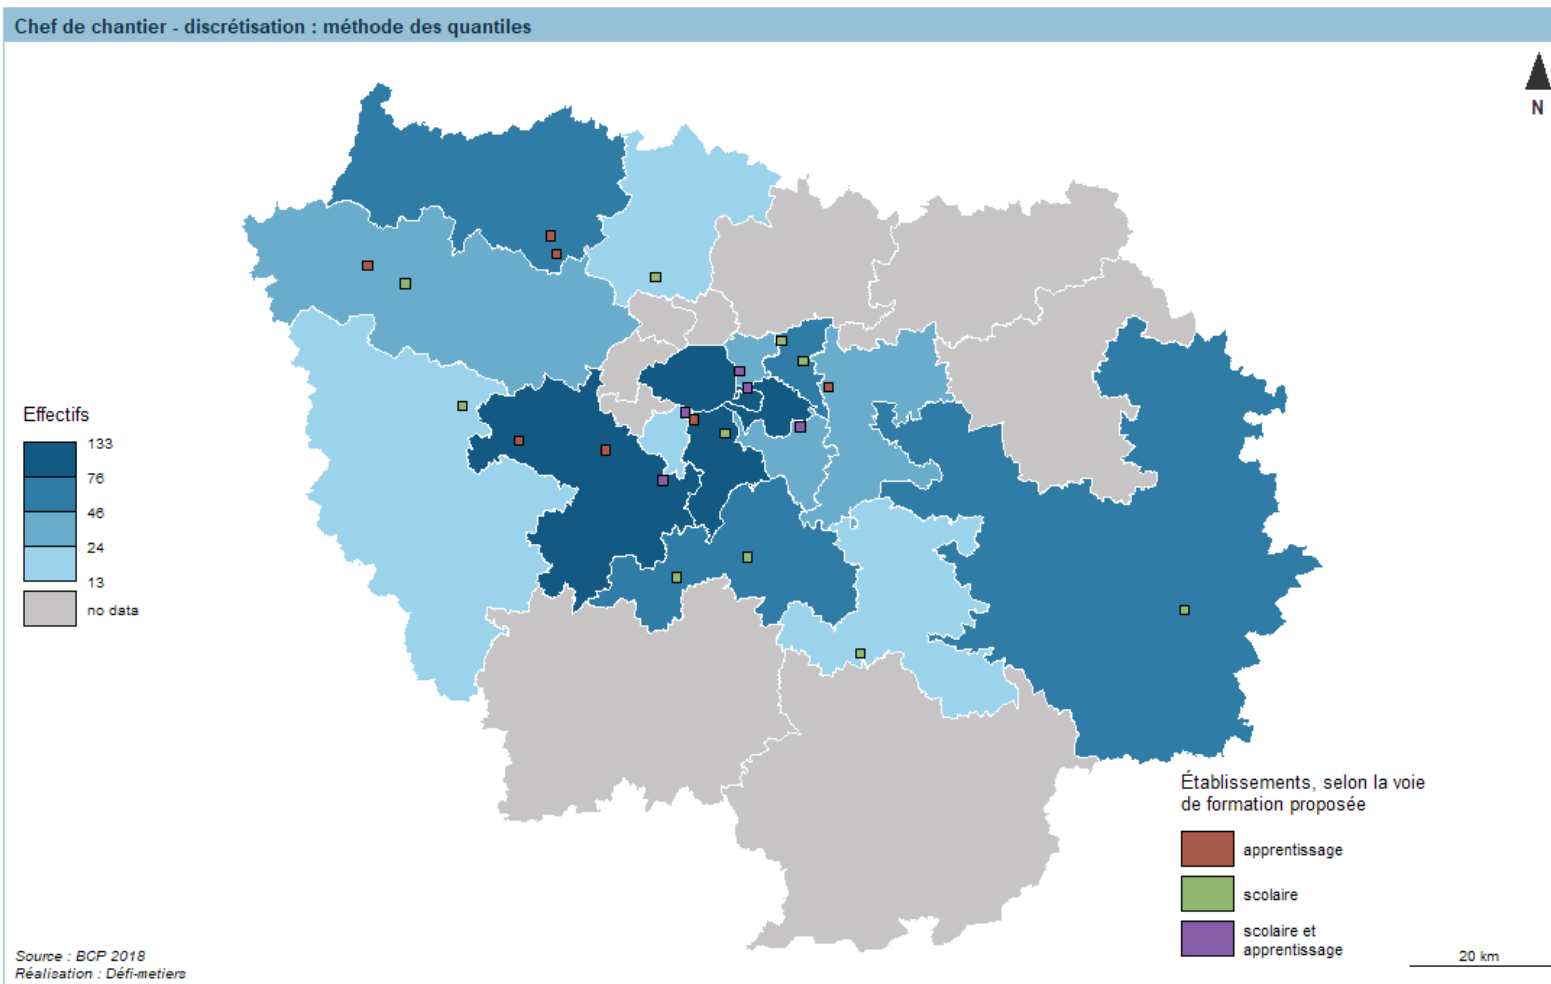 Chef de chantier - discrétisation : méthode des quantiles
N
Effectifs
133
76
46
24
13
no data
Établissements, selon la voie
de formation proposée
apprentissage
scolaire
scolaire et
apprentissage
Source : BCP 2018
Réalisation : Défi-metiers
20 km